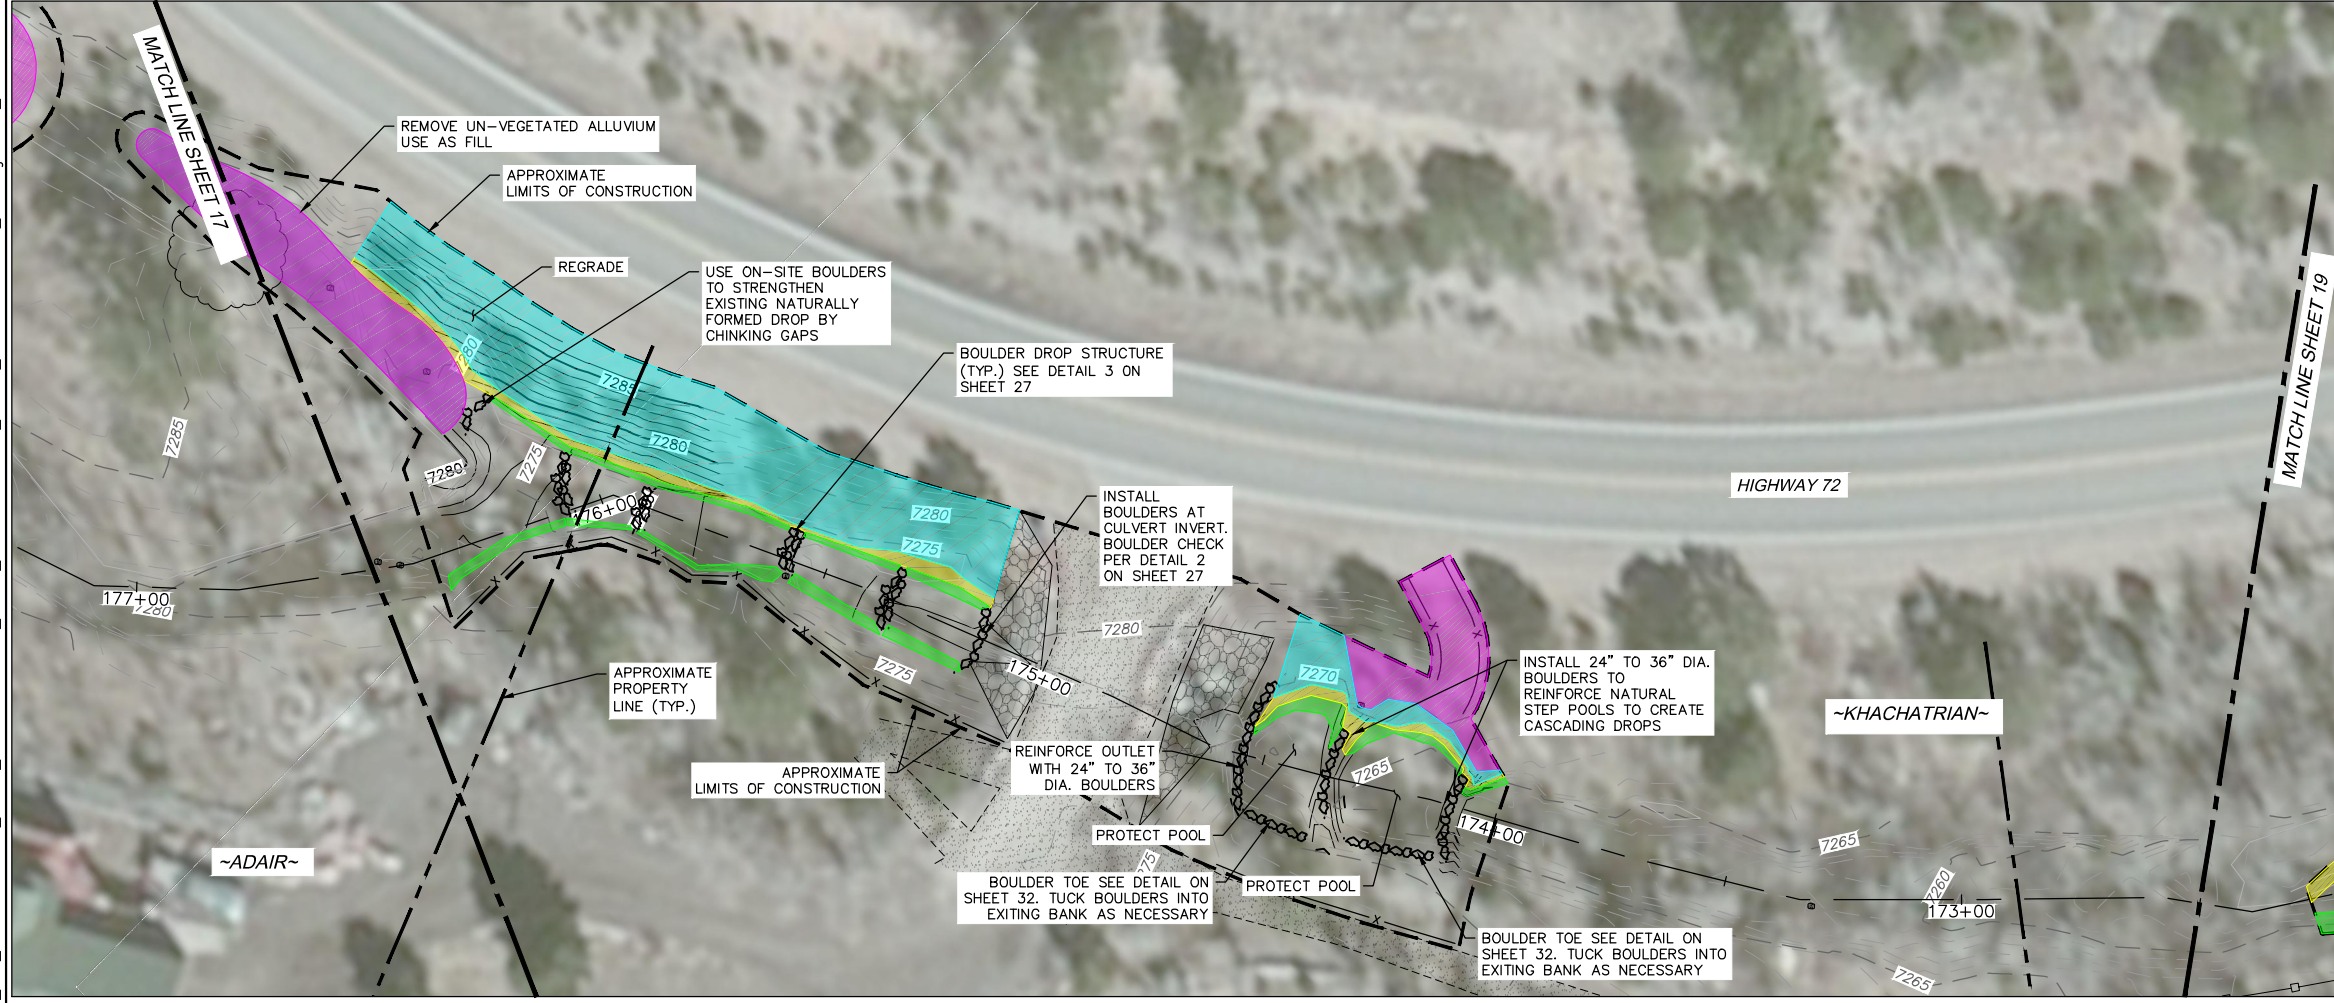 MATCH LINE SHEET 17
REMOVE UN-VEGETATED ALLUVIUM
USE AS FILL
APPROXIMATE
LIMITS OF CONSTRUCTION
REGRADE
USE ON-SITE BOULDERS
TO STRENGTHEN
EXISTING NATURALLY
FORMED DROP BY
CHINKING GAPS
BOULDER DROP STRUCTURE
(TYP.) SEE DETAIL 3 ON
SHEET 27
MATCH LINE SHEET 19
HIGHWAY 72
INSTALL
BOULDERS AT
CULVERT INVERT.
BOULDER CHECK
PER DETAIL 2
ON SHEET 27
7280
7285
7280
7285
7280
7275
7280
7275
176+00
177+00
7280
7280
7275
175+00
7270
APPROXIMATE
PROPERTY
LINE (TYP.)
INSTALL 24" TO 36" DIA.
BOULDERS TO
REINFORCE NATURAL
STEP POOLS TO CREATE
CASCADING DROPS
~KHACHATRIAN~
REINFORCE OUTLET
WITH 24" TO 36"
DIA. BOULDERS
APPROXIMATE
LIMITS OF CONSTRUCTION
7265
174+00
PROTECT POOL
7265
~ADAIR~
BOULDER TOE SEE DETAIL ON
SHEET 32. TUCK BOULDERS INTO
EXITING BANK AS NECESSARY
PROTECT POOL
7260
173+00
BOULDER TOE SEE DETAIL ON
SHEET 32. TUCK BOULDERS INTO
EXITING BANK AS NECESSARY
7265